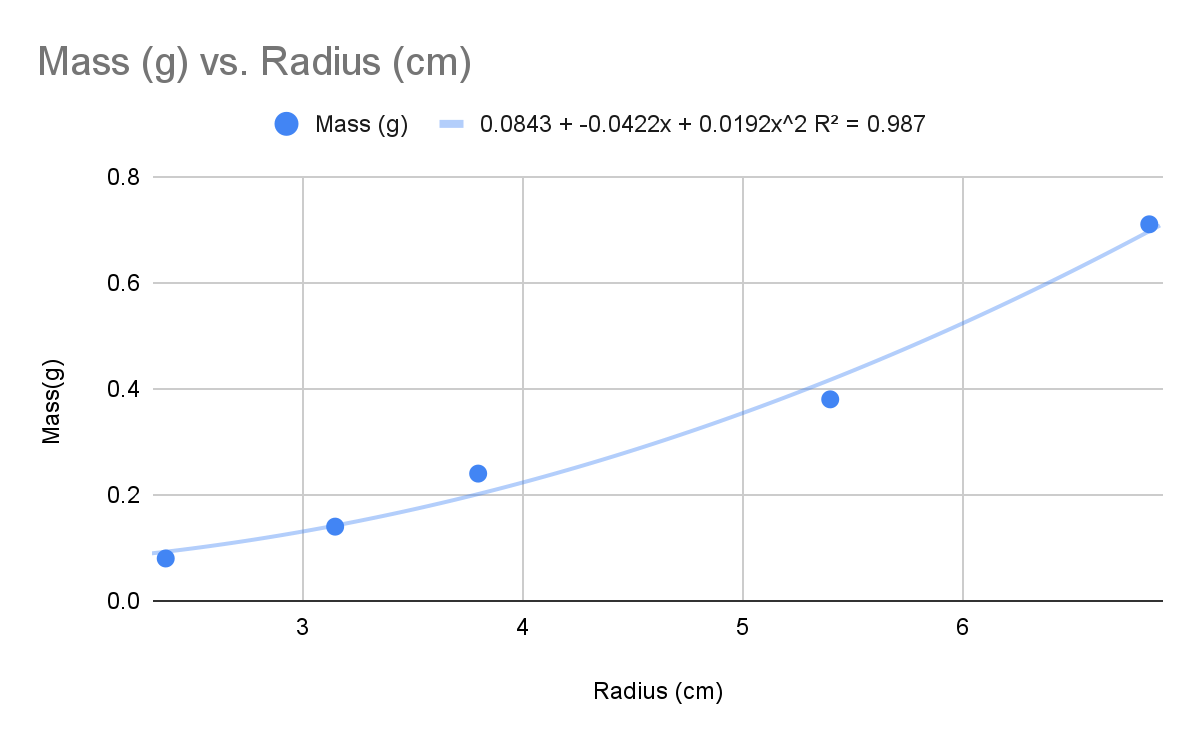 Mass (g) vs. Radius (cm)
Mass (g) 0.0843 + -0.0422x + 0.0192x^2 R² = 0.987
0.8
0.6
0.4
0.2
0.0
Mass(g)
3 4 5 6
Radius (cm)